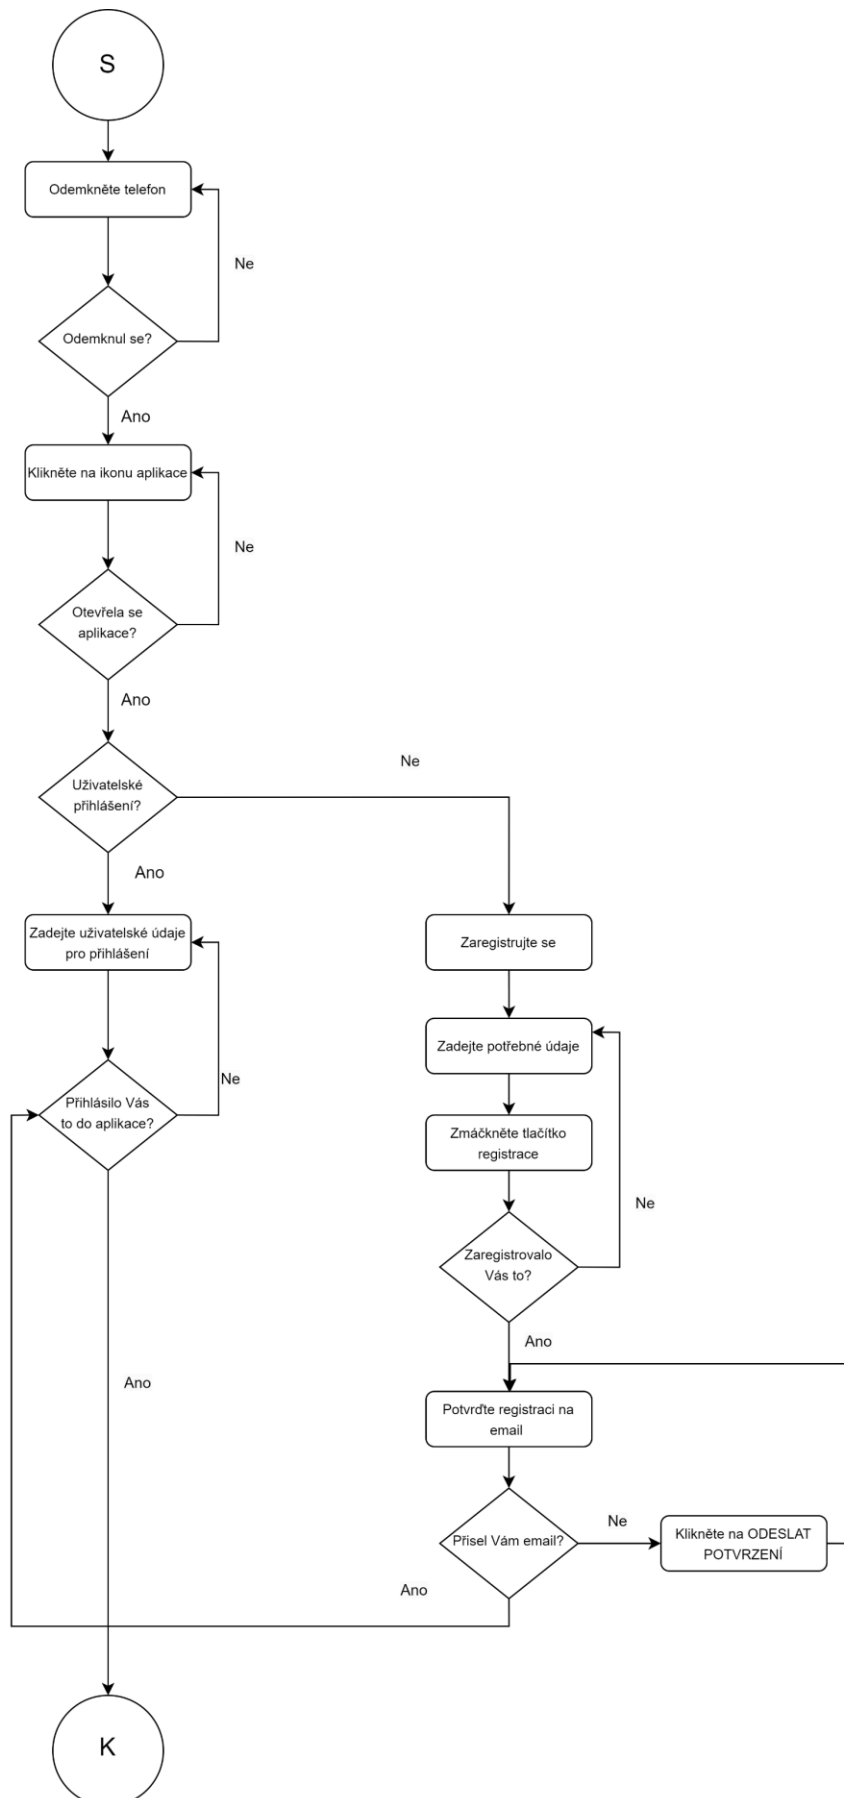 S
Odemkněte telefon
Ne
Odemknul se?
Ano
Klikněte na ikonu aplikace
Ne
Otevřela se
aplikace?
Ano
Uživatelské
přihlášení?
Ne
Ano
Zadejte uživatelské údaje
pro přihlášení
Zaregistrujte se
Zadejte potřebné údaje
Ne
Přihlásilo Vás
to do aplikace?
Zmáčkněte tlačítko
registrace
Ne
Zaregistrovalo
Vás to?
Ano
Ano
Potvrďte registraci na
email
Přisel Vám email?
Ne
Klikněte na ODESLAT
POTVRZENÍ
Ano
K